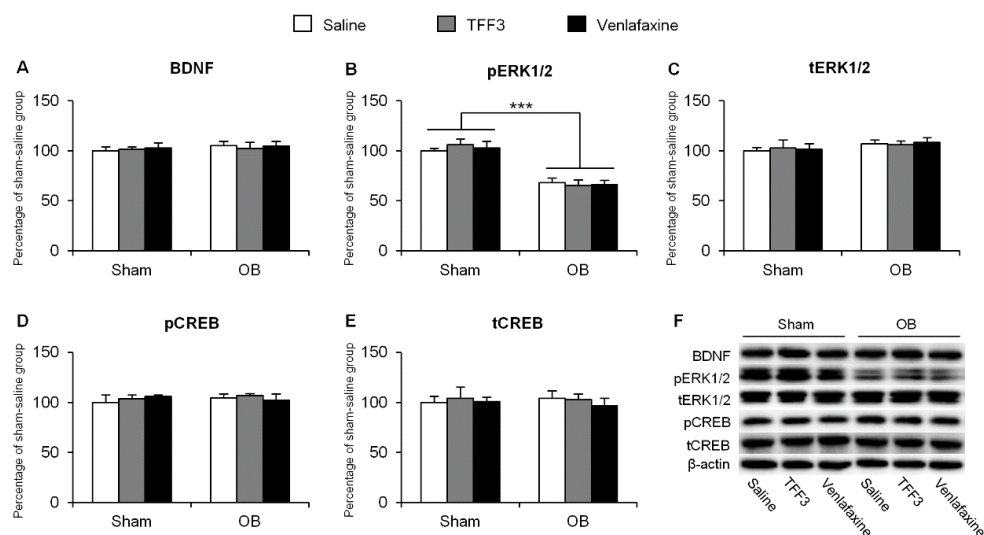 Saline TFF3 Venlafaxine
A BDNF
Percentage of sham-saline group
150
100
50
0
Sham OB
B pERK1/2
Percentage of sham-saline group
150
100
50
0
***
Sham OB
C tERK1/2
Percentage of sham-saline group
150
100
50
0
Sham OB
D pCREB
Percentage of sham-saline group
150
100
50
0
Sham OB
E tCREB
Percentage of sham-saline group
150
100
50
0
Sham OB
F
Sham OB
BDNF
pERK1/2
tERK1/2
pCREB
tCREB
β-actin
Saline TFF3 Venlafaxine Saline TFF3 Venlafaxine